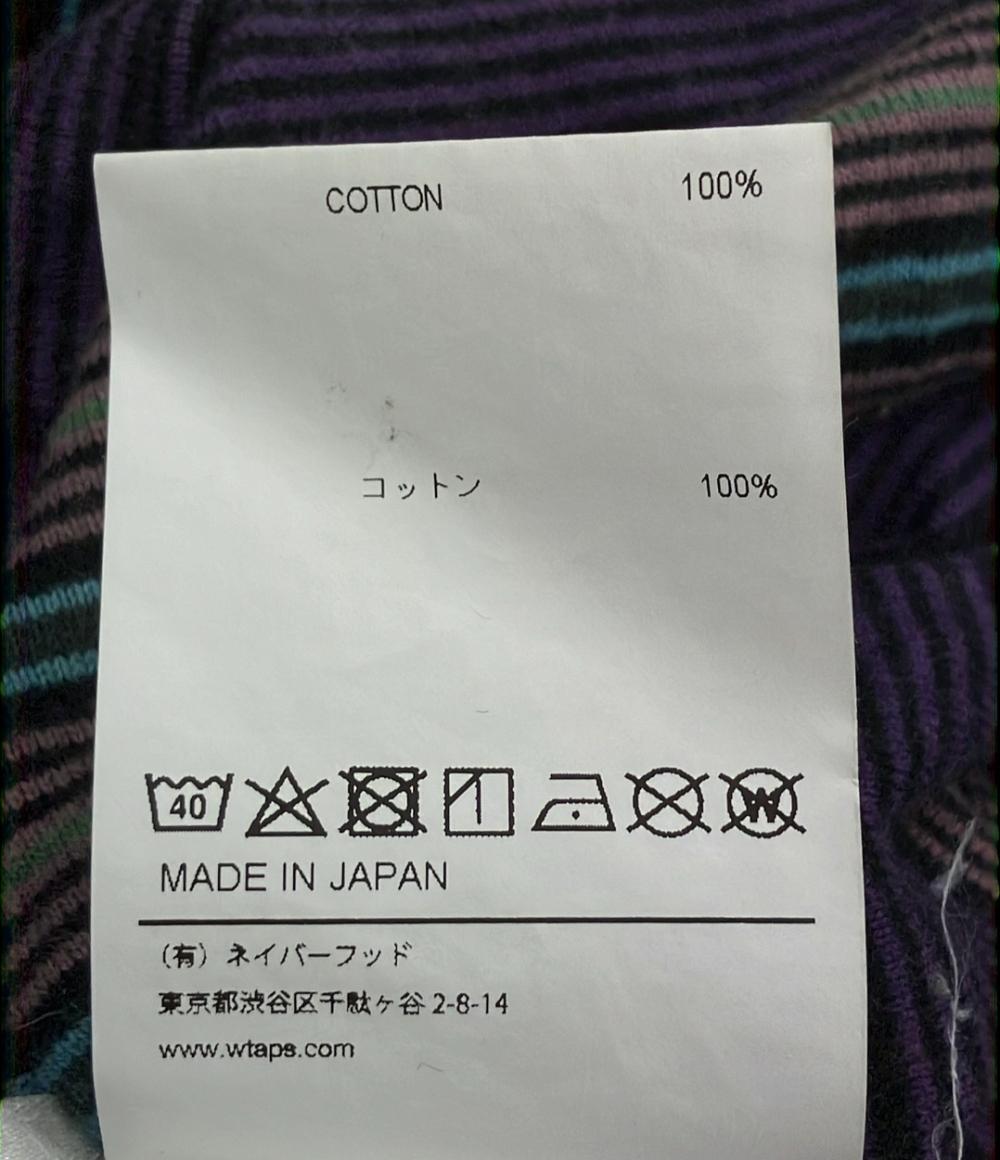 COTTON 100%
コットン 100%
40
W
MADE IN JAPAN
(有) ネイバーフッド
東京都渋谷区千駄ヶ谷 2-8-14
www.wtaps.com